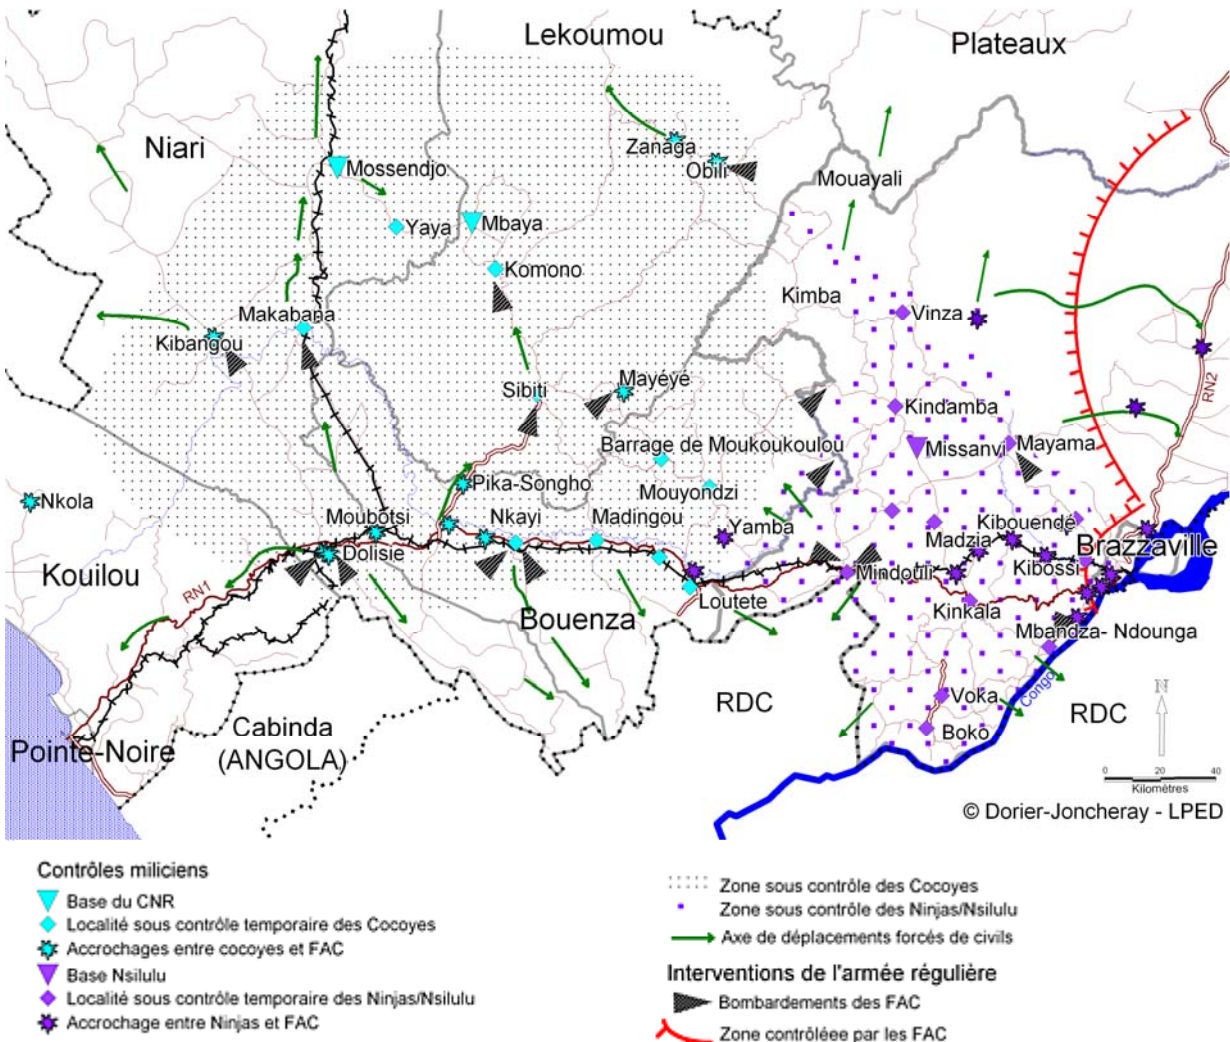 Lekoumou
Plateaux
Niari
Zanaga
Obili
Mossendjo
Mouayali
Yaya
Mbaya
Komono
Kimba
Makabana
Vinza
Kibangou
Mayéyé
RN2
Sibiti
Kindamba
Barrage de Moukoukoulou
Missanvi
Mayama
Pika-Songho
Mouyondzi
Nkola
Moubotsi
Nkayi
Madingou
Yamba
Kibouendé
Madzia
Brazzaville
Dolisie
Kibossi
Kouilou
RN1
Mindouli
Loutete
Bouenza
Kinkala
Mbandza- Ndounga
RDC
Voka
Congo
RDC
N
Cabinda
(ANGOLA)
Boko
Pointe-Noire
0 20 40
Kilomètres
© Dorier-Joncheray - LPED
Contrôles miliciens
Base du CNR
Localité sous contrôle temporaire des Cocoyes
Accrochages entre cocoyes et FAC
Base Nsilulu
Localité sous contrôle temporaire des Ninjas/Nsilulu
Accrochage entre Ninjas et FAC
Zone sous contrôle des Cocoyes
Zone sous contrôle des Ninjas/Nsilulu
Axe de déplacements forcés de civils
Interventions de l'armée régulière
Bombardements des FAC
Zone contrôléee par les FAC